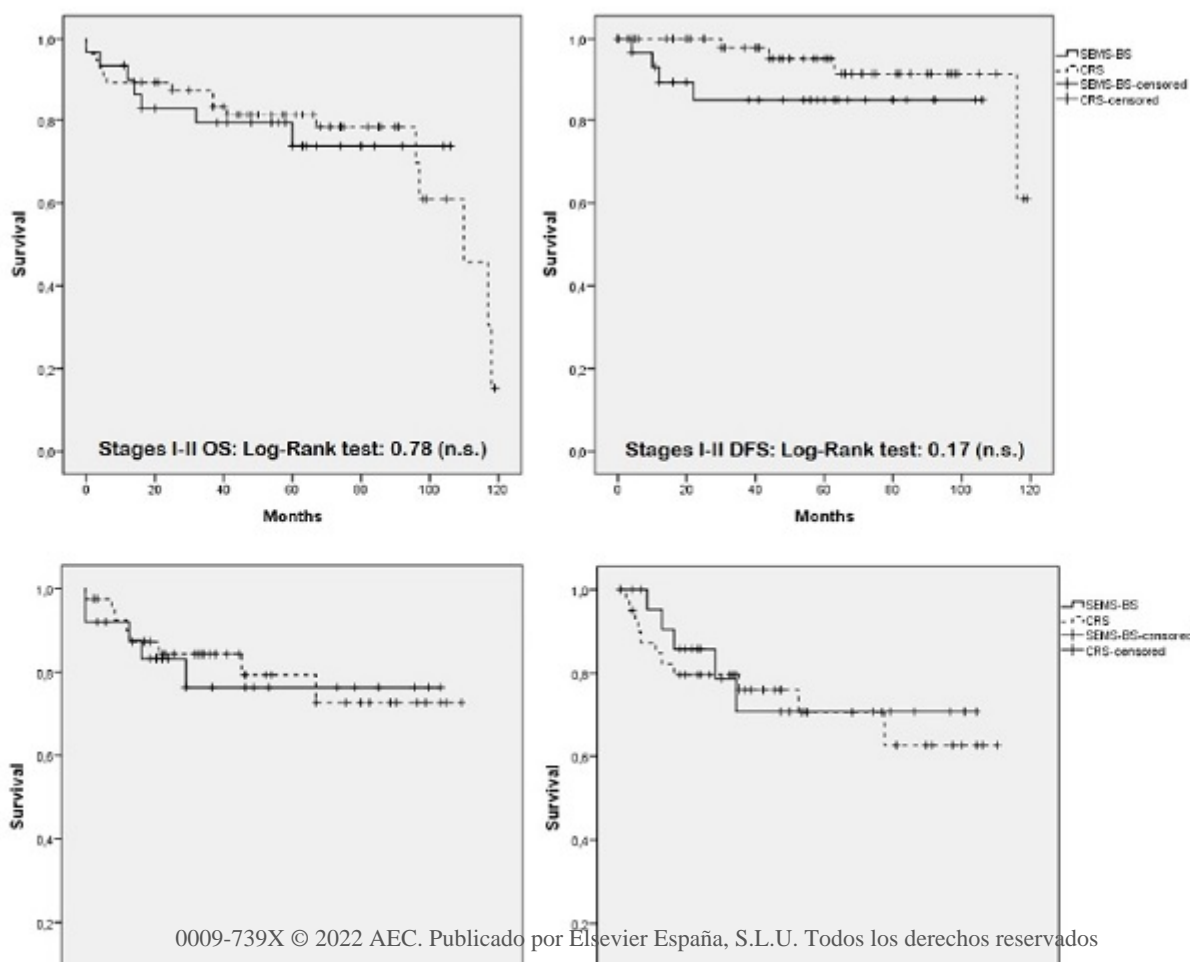 1,0
0,8
0,6
0,4
0,2
0,0
Survival
Stages I-II OS: Log-Rank test: 0.78 (n.s.)
0 20 40 60 80 100 120
Months
1,0
0,8
0,6
0,4
0,2
0,0
Survival
Stages I-II DFS: Log-Rank test: 0.17 (n.s.)
0 20 40 60 80 100 120
Months
SEMS-BS
CRS
SEMS-BS-censored
CRS-censored
1,0
0,8
0,6
0,4
0,2
Survival
1,0
0,8
0,6
0,4
0,2
Survival
SEMS-BS
CRS
SEMS-BS-censored
CRS-censored
0009-739X © 2022 AEC. Publicado por Elsevier España, S.L.U. Todos los derechos reservados